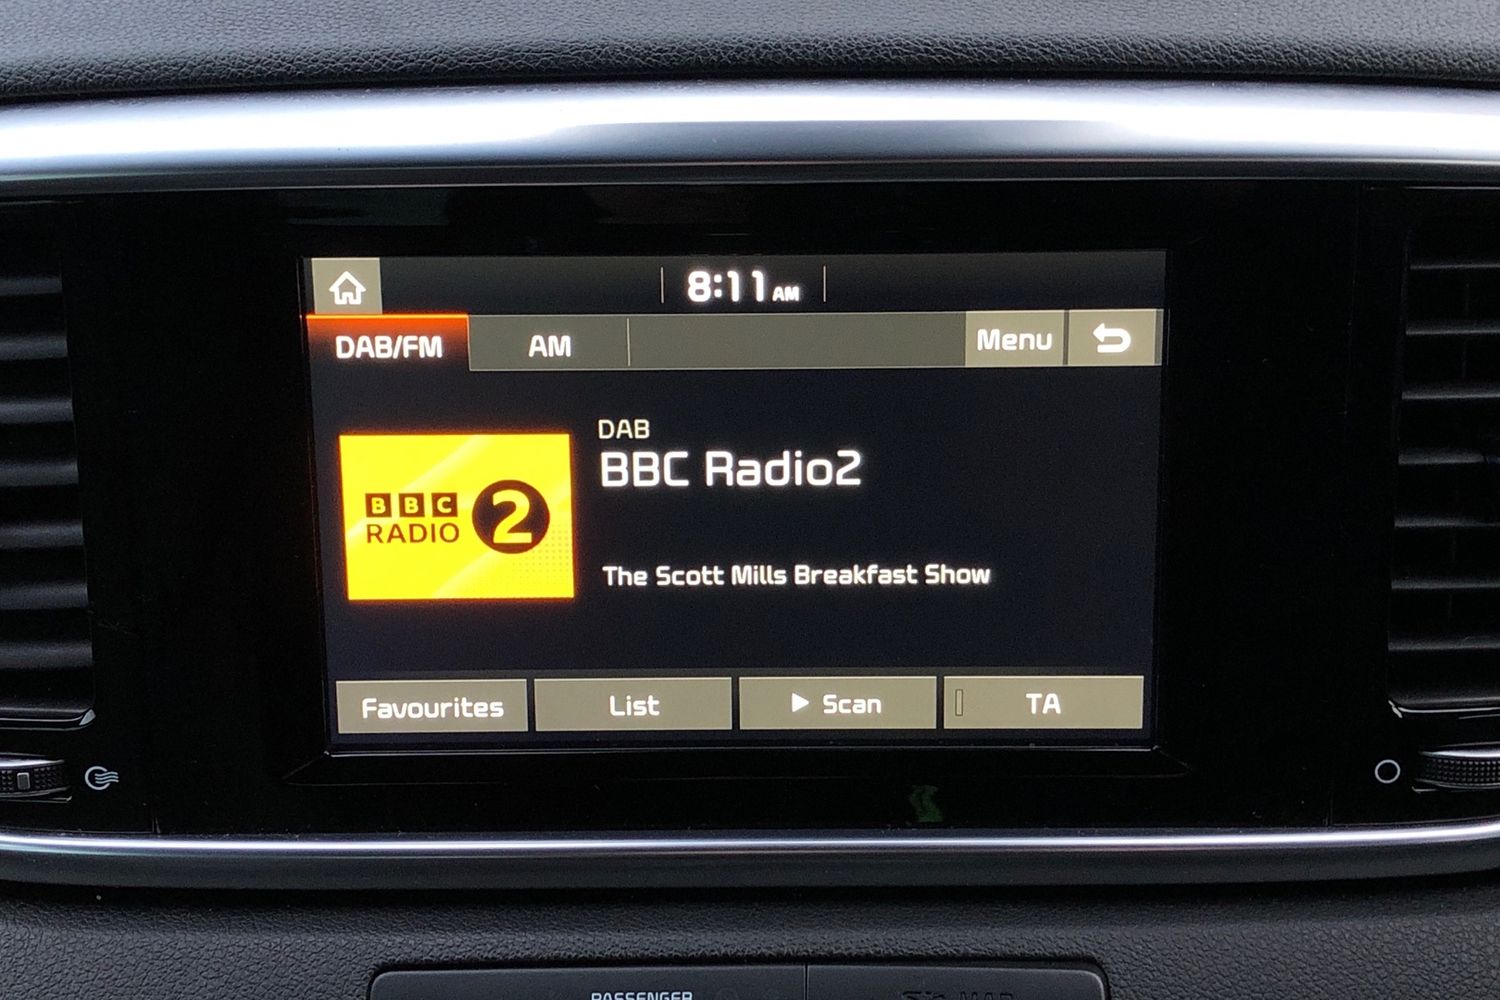 8:11 AM
DAB/FM AM Menu
DAB
BBC Radio2
BBC
RADIO 2
The Scott Mills Breakfast Show
Favourites List Scan TA
PASSENGER